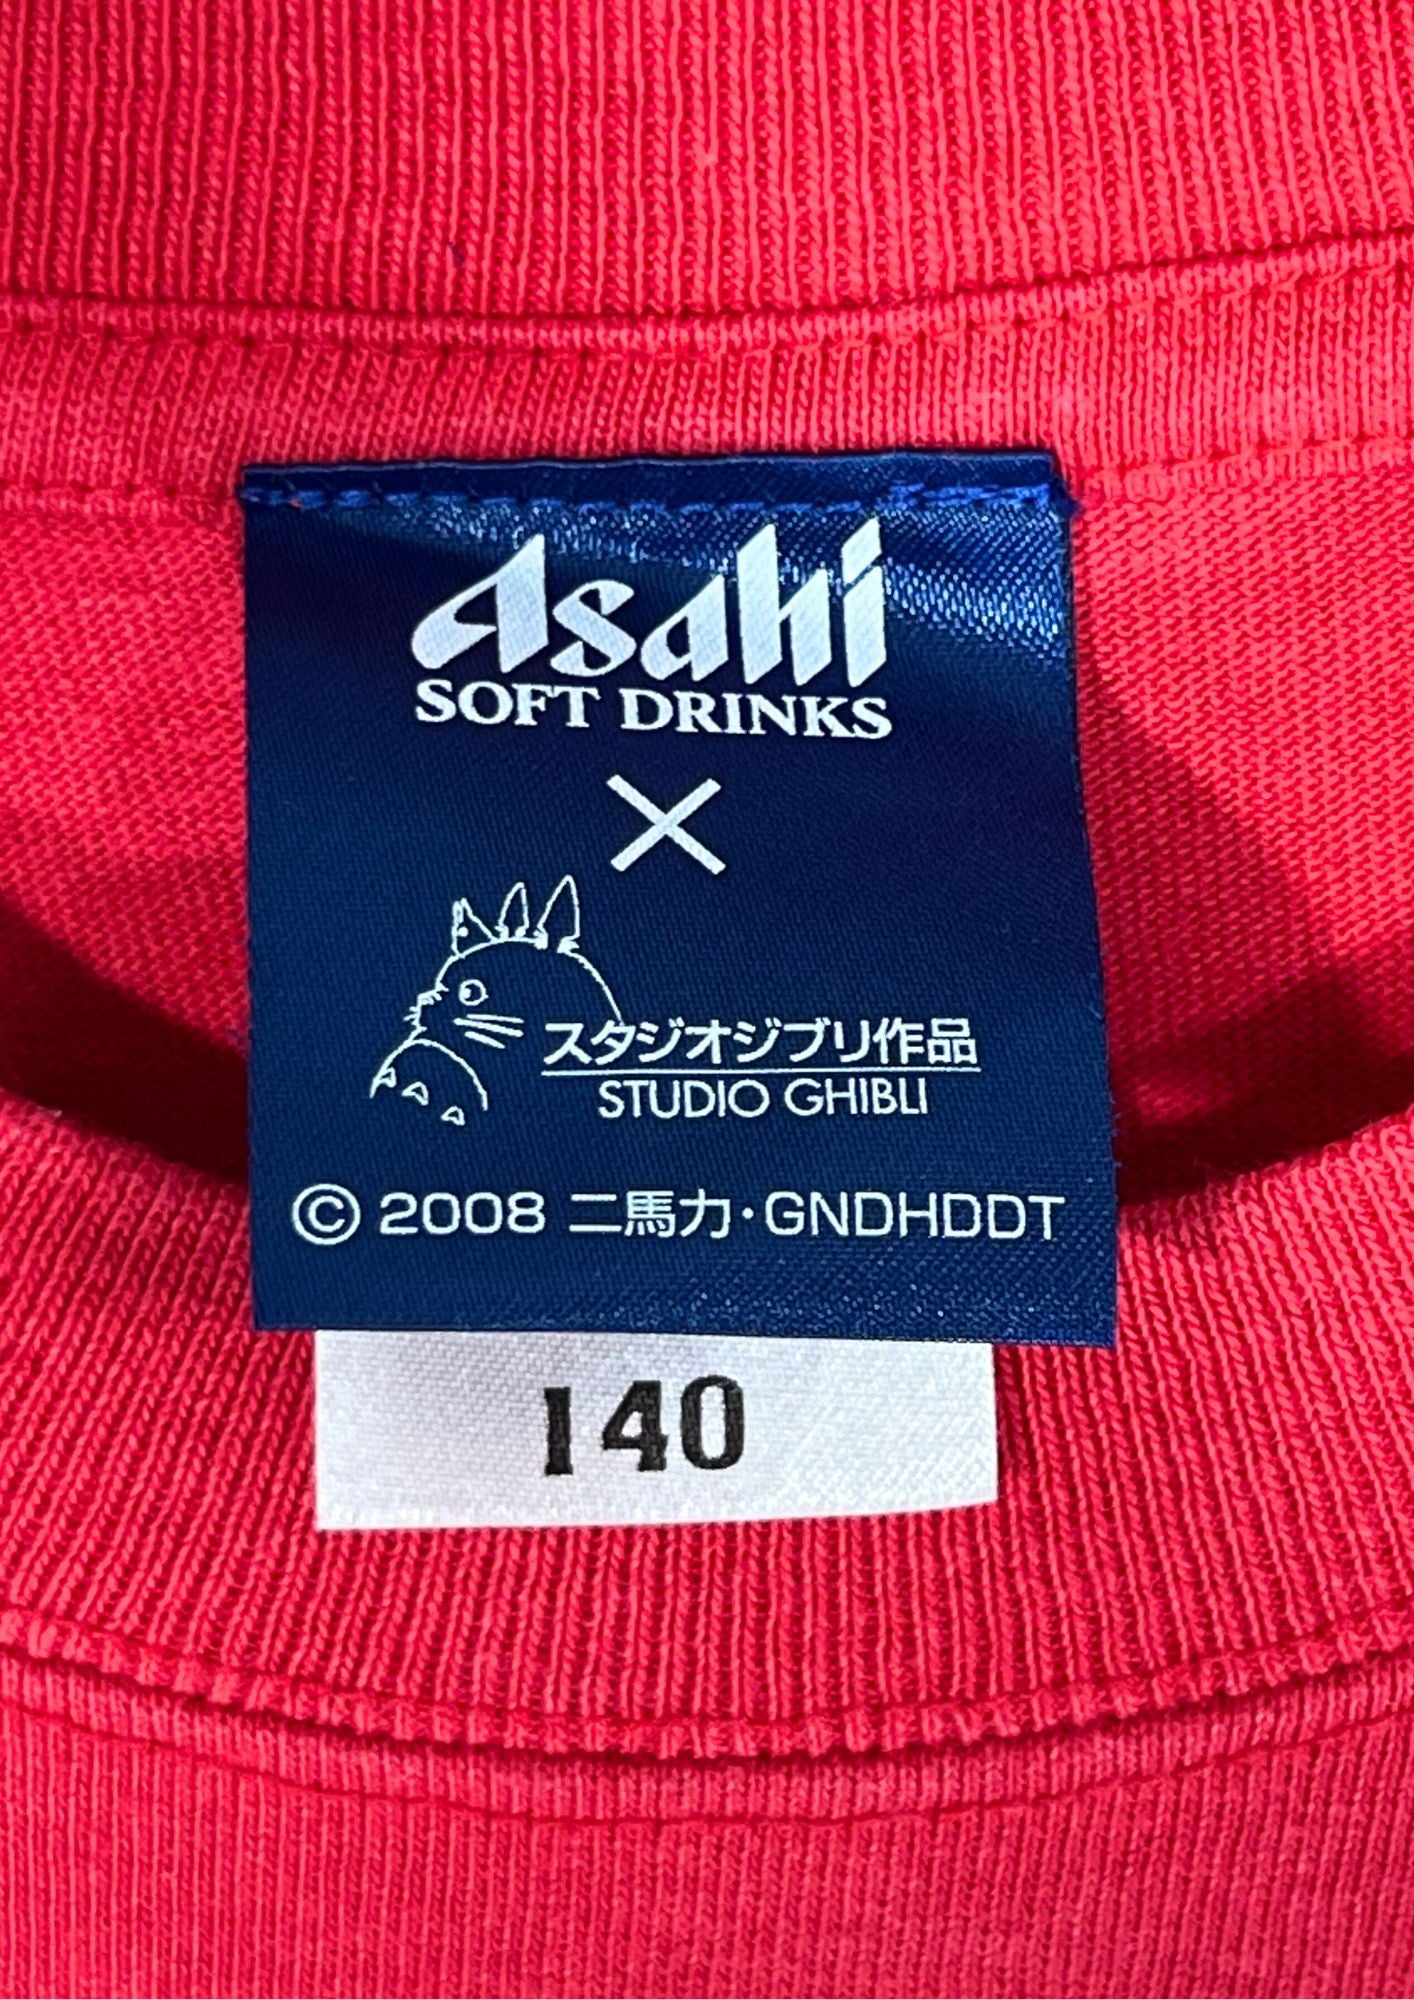 Asahi
SOFT DRINKS
×
スタジオジブリ作品
STUDIO GHIBLI
© 2008 二馬力・GNDHDDT
140